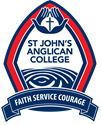 ST JOHN'S
ANGLICAN
COLLEGE
FAITH SERVICE COURAGE